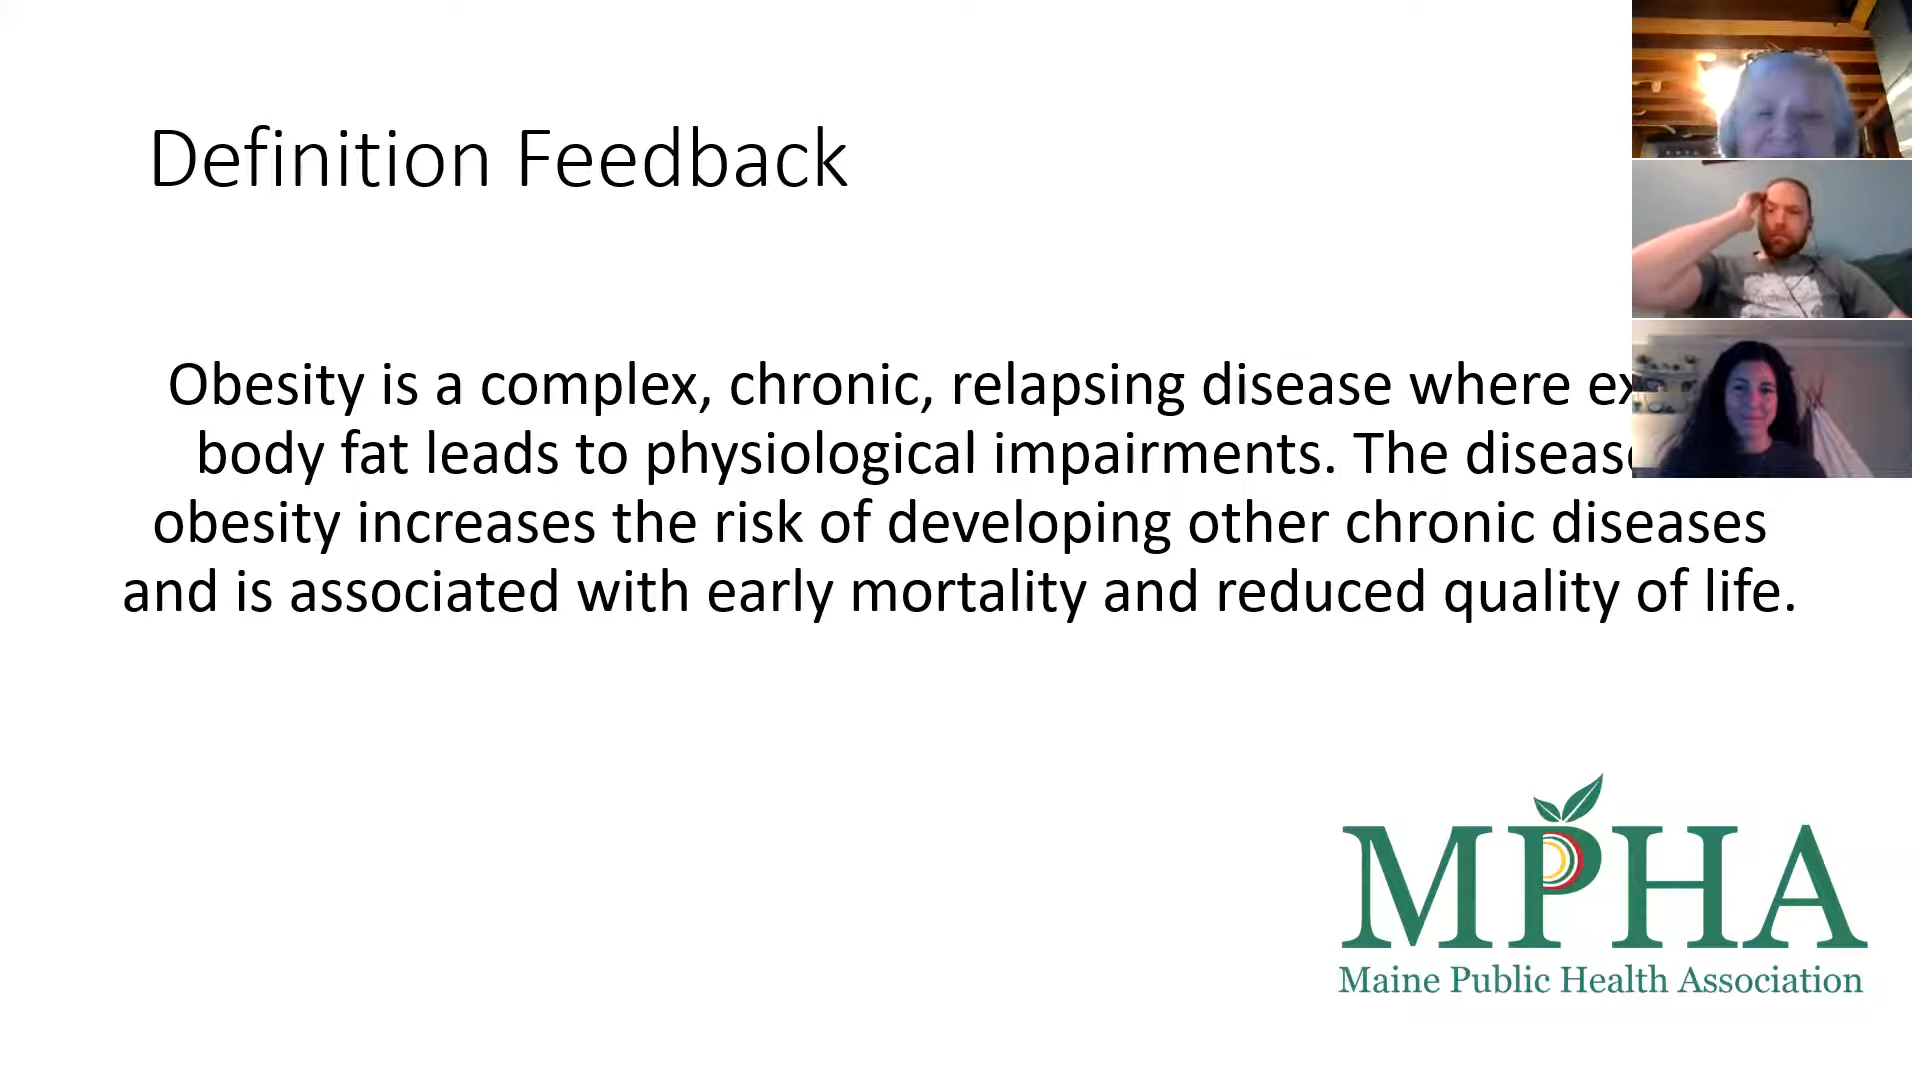 Definition Feedback
Obesity is a complex, chronic, relapsing disease where
body fat leads to physiological impairments. The
obesity increases the risk of developing other chronic diseases
and is associated with early mortality and reduced quality of life.
MPHA
Maine Public Health Association